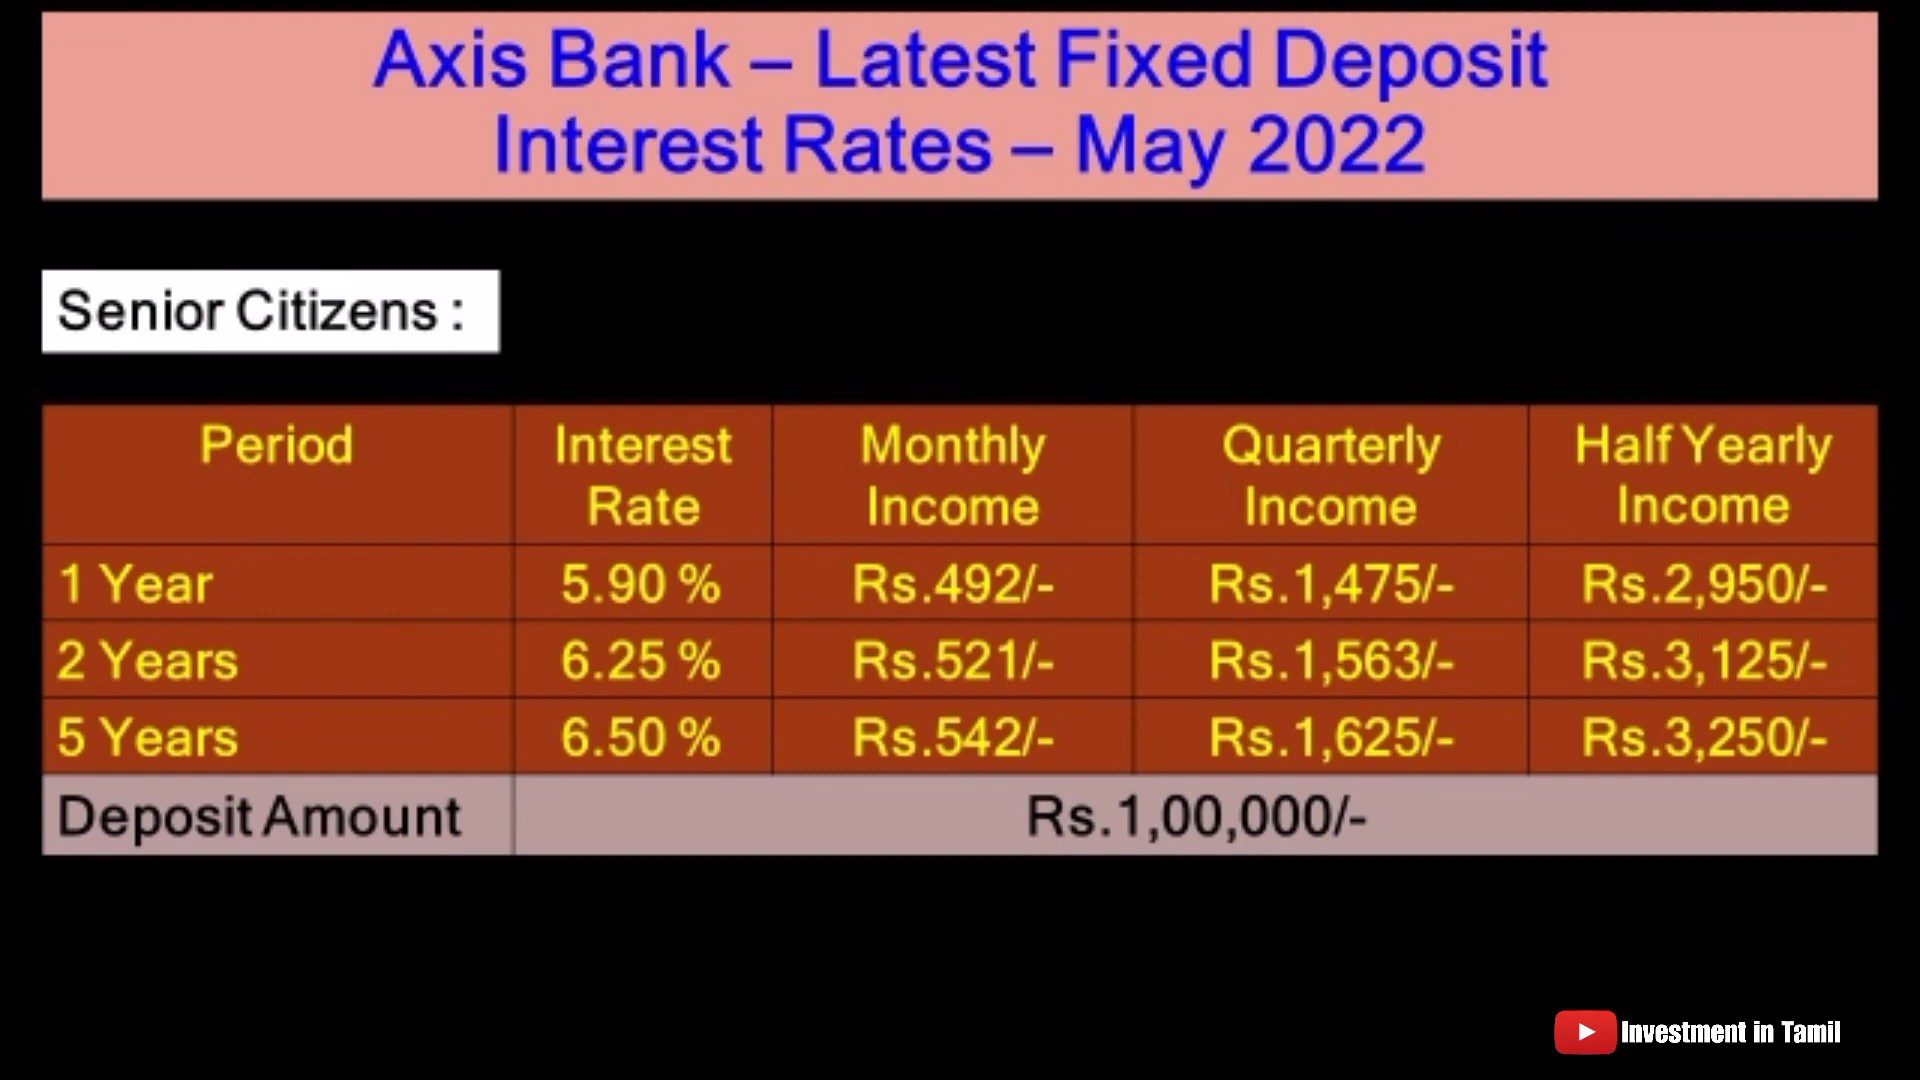 Axis Bank – Latest Fixed Deposit
Interest Rates – May 2022
Senior Citizens :
Period Interest Rate Monthly Income Quarterly Income Half Yearly Income
1 Year 5.90 % Rs.492/- Rs.1,475/- Rs.2,950/-
2 Years 6.25 % Rs.521/- Rs.1,563/- Rs.3,125/-
5 Years 6.50 % Rs.542/- Rs.1,625/- Rs.3,250/-
Deposit Amount Rs.1,00,000/-
Investment in Tamil